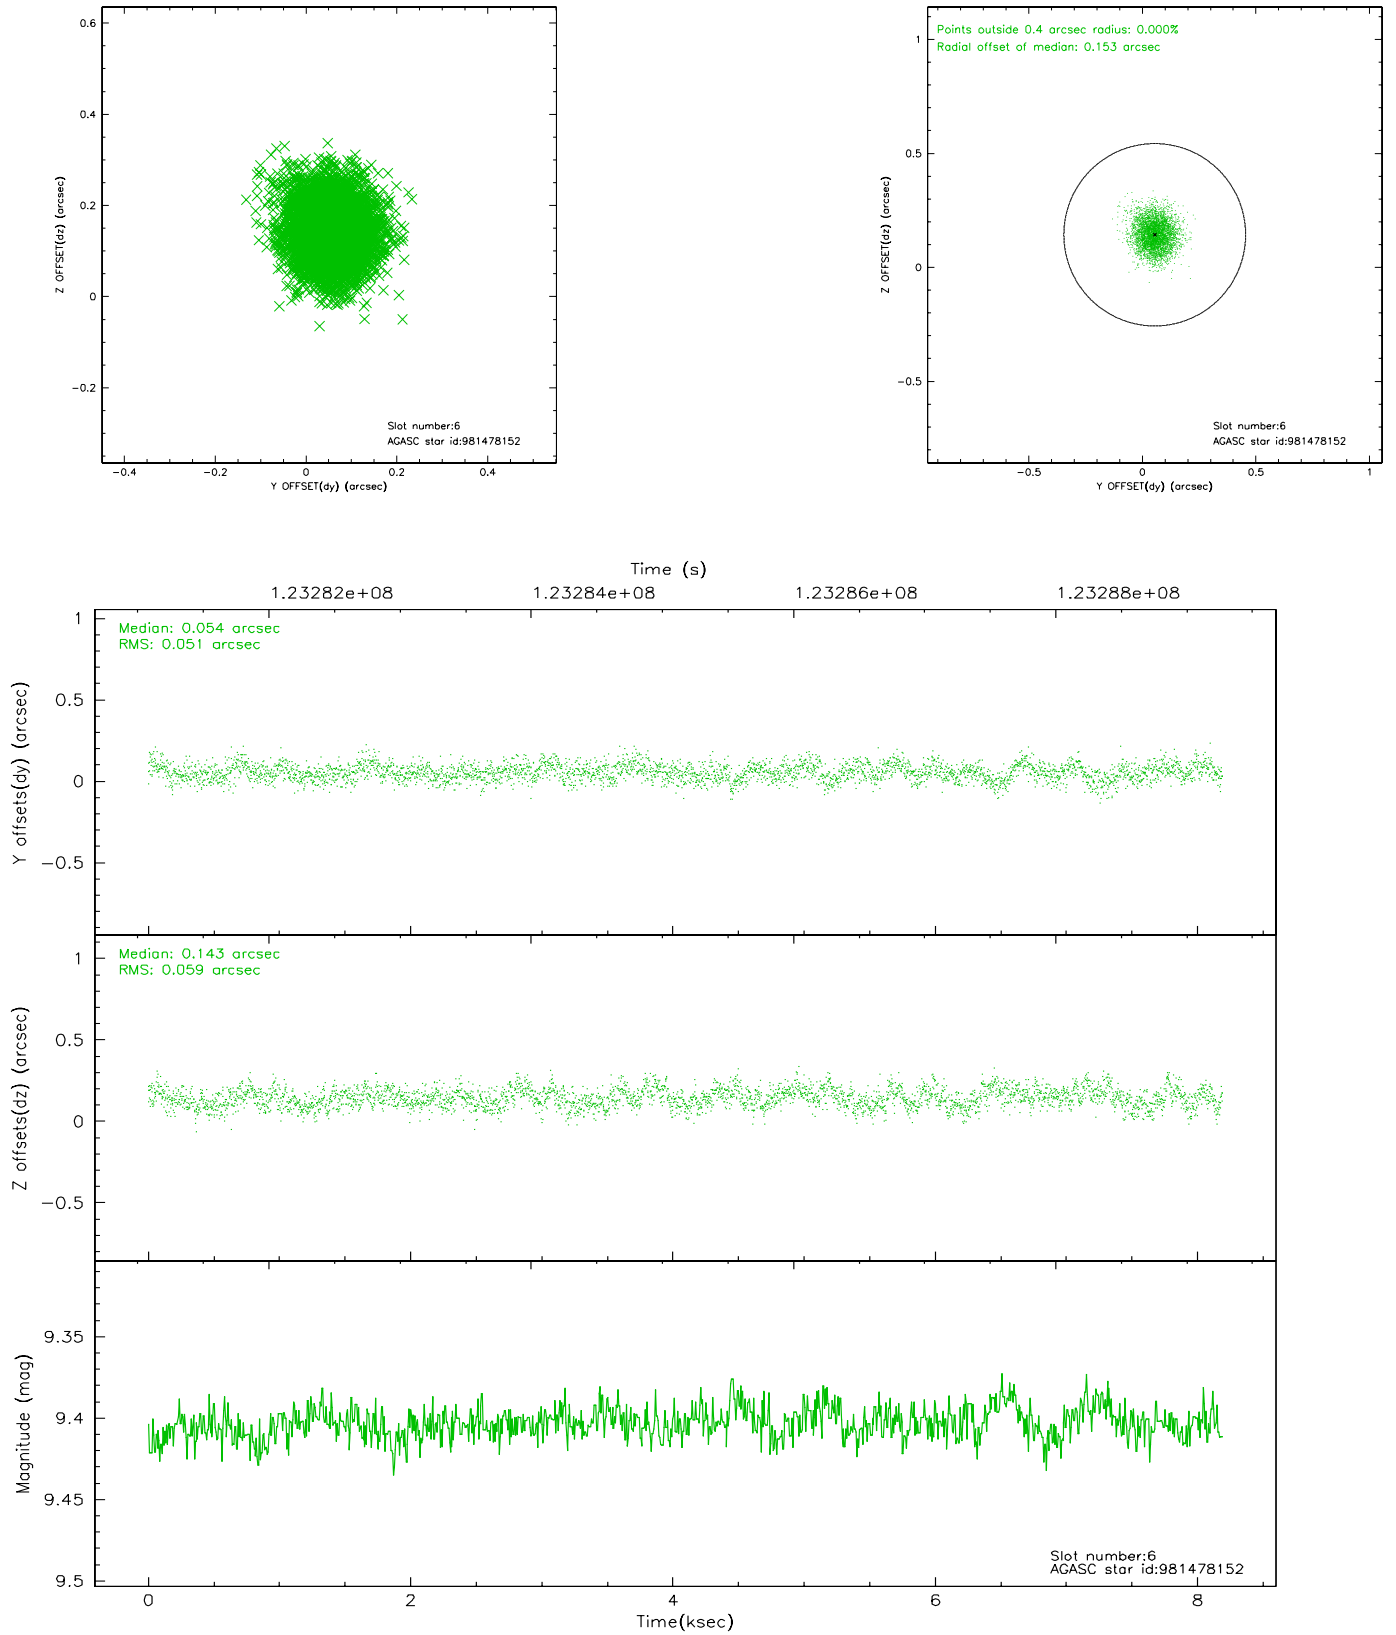 0.6
0.4
0.2
0
−0.2
Z OFFSET(dz) (arcsec)
Slot number:6
AGASC star id:981478152
−0.4
−0.2
0
0.2
0.4
Y OFFSET(dy) (arcsec)
Points outside 0.4 arcsec radius: 0.000%
Radial offset of median: 0.153 arcsec
1
0.5
0
−0.5
Z OFFSET(dz) (arcsec)
Slot number:6
AGASC star id:981478152
−0.5
0
0.5
1
Y OFFSET(dy) (arcsec)
Time (s)
1.23282e+08
1.23284e+08
1.23286e+08
1.23288e+08
Median: 0.054 arcsec
RMS: 0.051 arcsec
1
0.5
0
−0.5
Y offsets(dy) (arcsec)
Median: 0.143 arcsec
RMS: 0.059 arcsec
1
0.5
0
−0.5
Z offsets(dz) (arcsec)
9.35
9.4
9.45
9.5
Magnitude (mag)
Slot number:6
AGASC star id:981478152
0
2
4
6
8
Time(ksec)